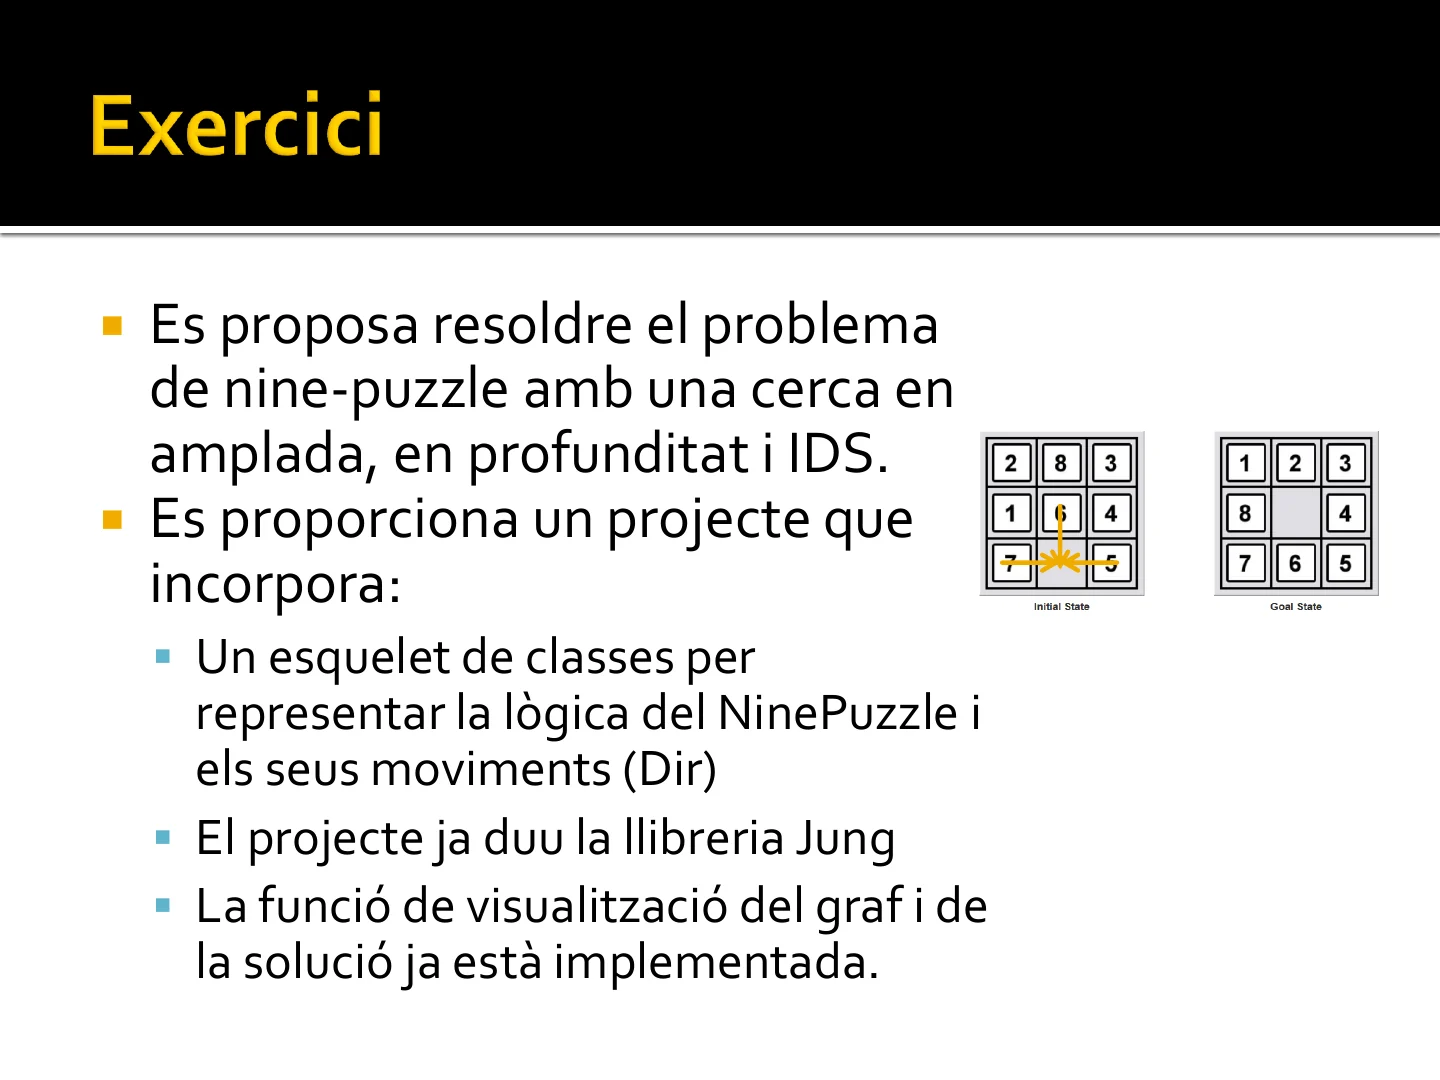 Exercici
Es proposa resoldre el problema
de nine-puzzle amb una cerca en
amplada, en profunditat i IDS.
Es proporciona un projecte que
incorpora:
Un esquelet de classes per
representar la lògica del NinePuzzle i
els seus moviments (Dir)
El projecte ja duu la llibreria Jung
La funció de visualització del graf i de
la solució ja està implementada.
2 8 3
1 6 4
7 5
Initial State
1 2 3
8 4
7 6 5
Goal State